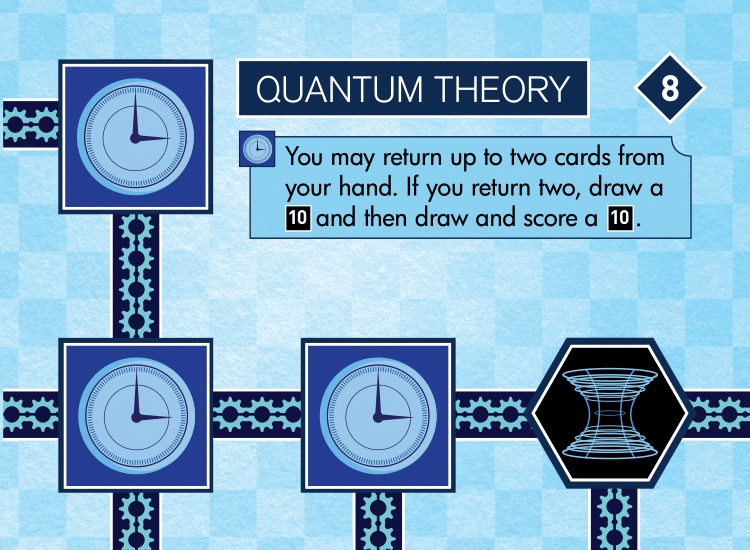 QUANTUM THEORY
8
You may return up to two cards from
your hand. If you return two, draw a
10 and then draw and score a 10.